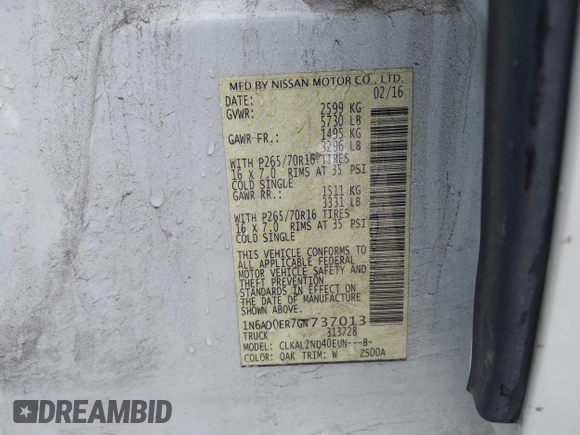 MFD BY NISSAN MOTOR CO., LTD.
DATE: 02/16
GVWR: 2599 KG
5730 LB
GAWR FR.: 1495 KG
3296 LB
WITH P265/70R16 TIRES
16 X 7.0 RIMS AT 35 PSI
COLD SINGLE
GAWR RR.: 1511 KG
3331 LB
WITH P265/70R16 TIRES
16 X 7.0 RIMS AT 35 PSI
COLD SINGLE
THIS VEHICLE CONFORMS TO
ALL APPLICABLE FEDERAL
MOTOR VEHICLE SAFETY AND
THEFT PREVENTION
STANDARDS IN EFFECT ON
THE DATE OF MANUFACTURE
SHOWN ABOVE.
1N6AD0ER7GN737013
TRUCK 313728
MODEL: CLKAL2ND40EUN---B-
COLOR: QAK TRIM: W ZS00A
DREAMBID
.com